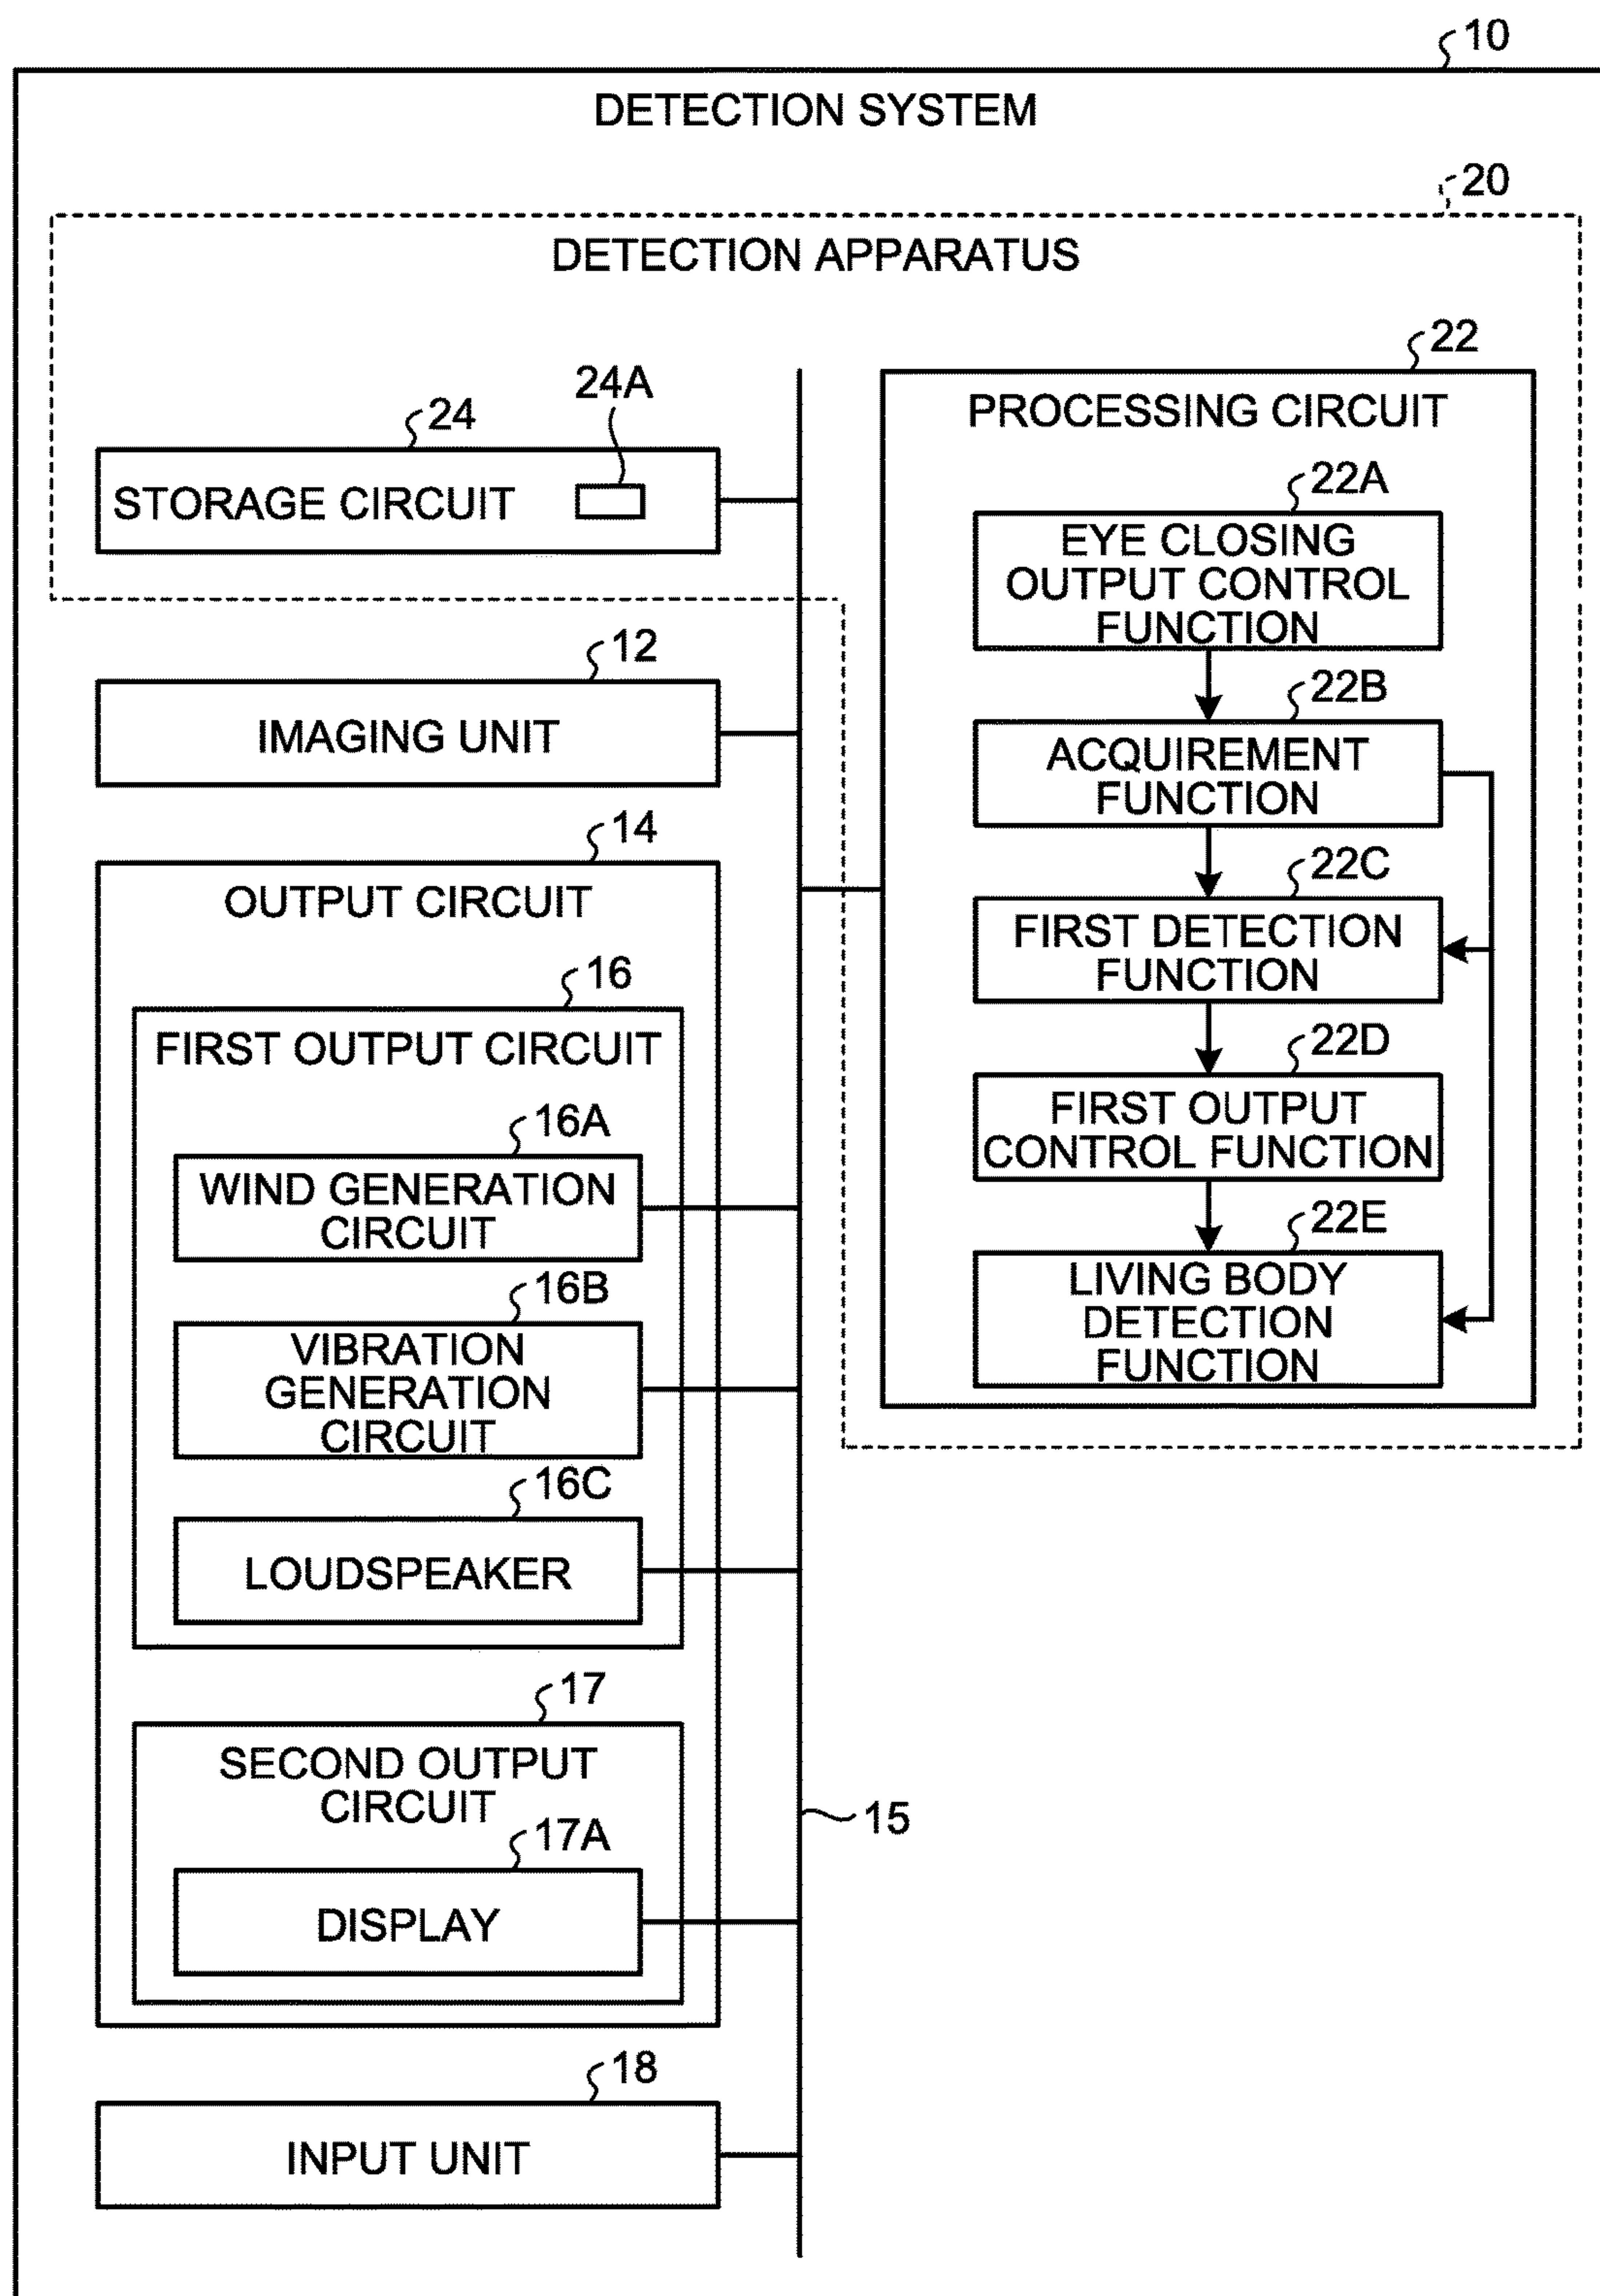 10
DETECTION SYSTEM
20
DETECTION APPARATUS
24
24A
STORAGE CIRCUIT
12
IMAGING UNIT
14
OUTPUT CIRCUIT
16
FIRST OUTPUT CIRCUIT
16A
WIND GENERATION
CIRCUIT
16B
VIBRATION
GENERATION
CIRCUIT
16C
LOUDSPEAKER
17
SECOND OUTPUT
CIRCUIT
17A
DISPLAY
18
INPUT UNIT
15
22
PROCESSING CIRCUIT
22A
EYE CLOSING
OUTPUT CONTROL
FUNCTION
22B
ACQUIREMENT
FUNCTION
22C
FIRST DETECTION
FUNCTION
22D
FIRST OUTPUT
CONTROL FUNCTION
22E
LIVING BODY
DETECTION
FUNCTION